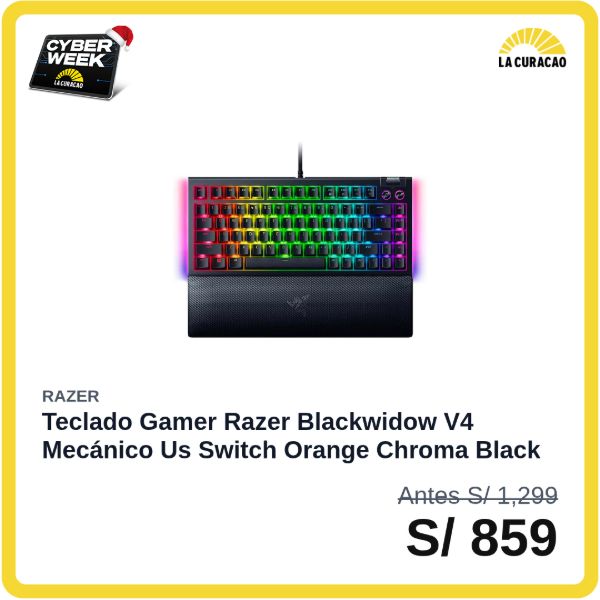 CYBER
WEEK
LA CURACAO
LA CURACAO
RAZER
Teclado Gamer Razer Blackwidow V4
Mecánico Us Switch Orange Chroma Black
Antes S/ 1,299
S/ 859